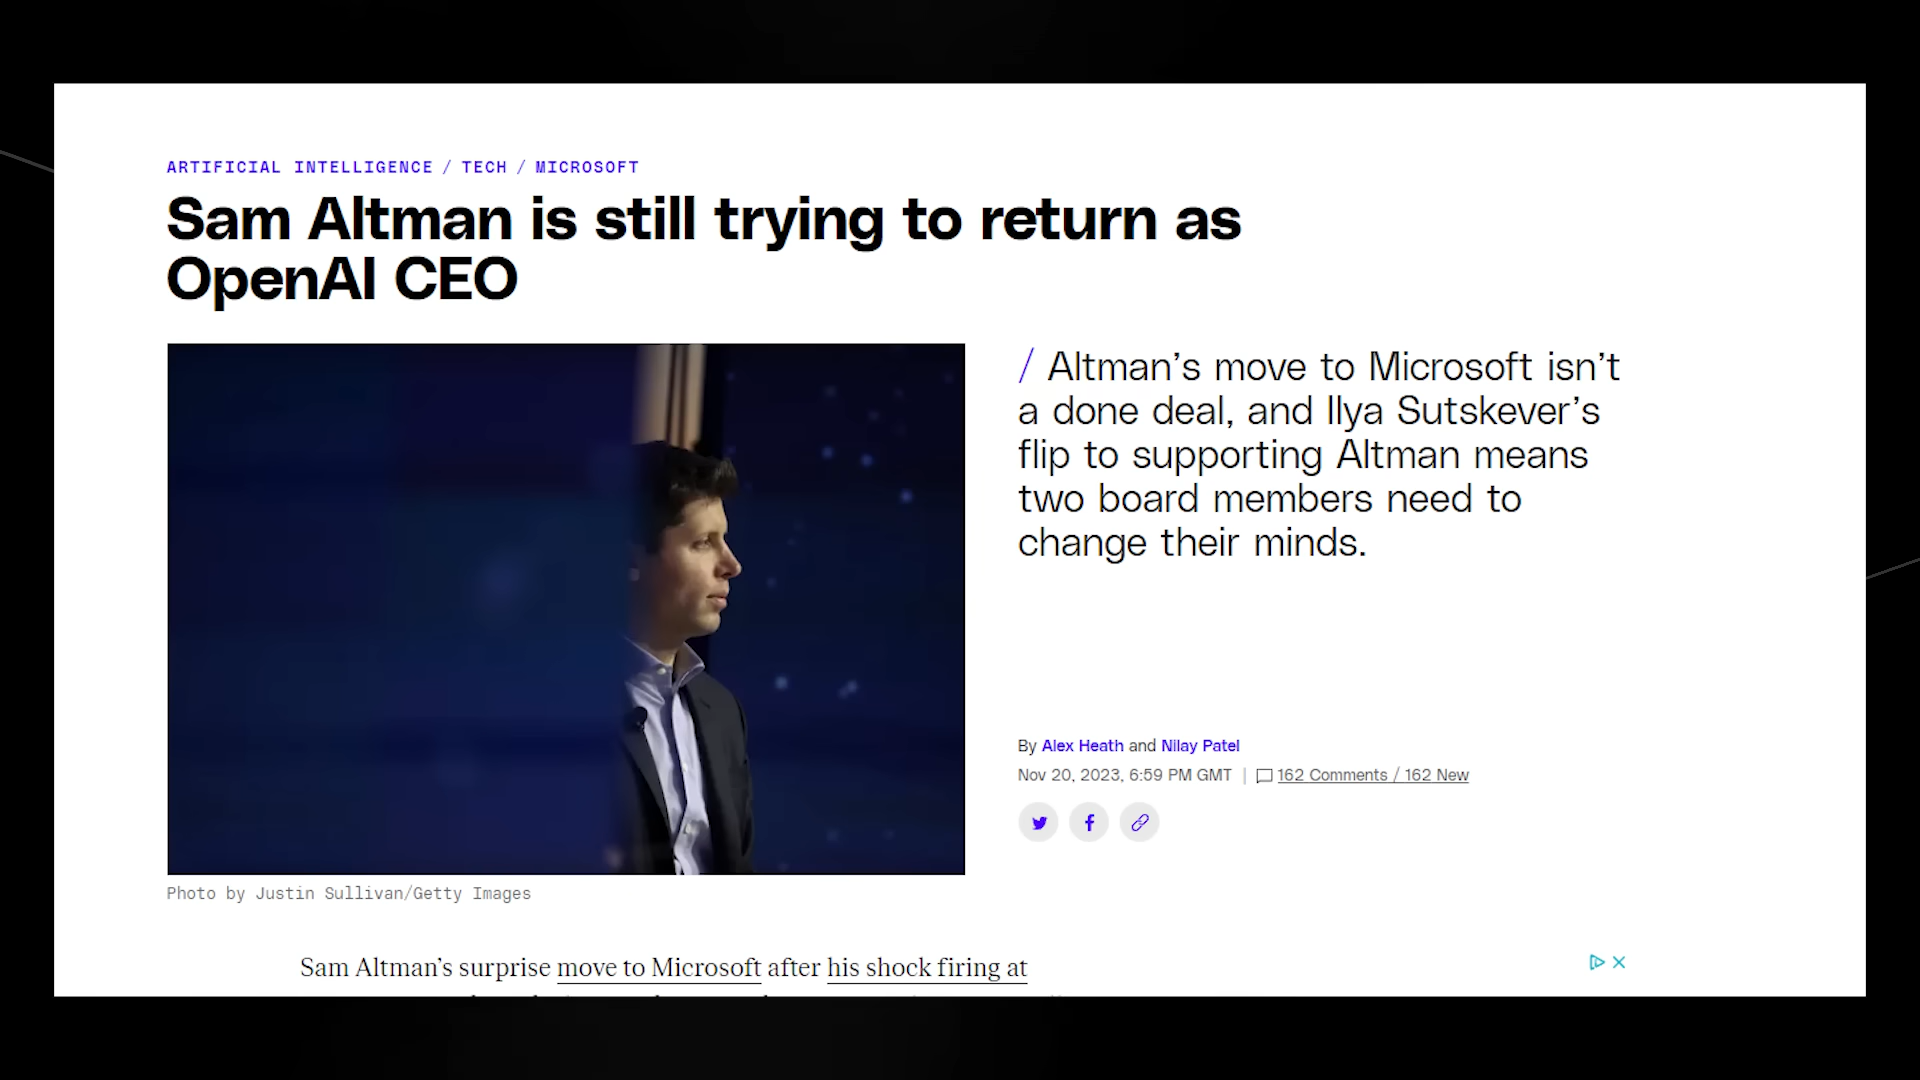 ARTIFICIAL INTELLIGENCE / TECH / MICROSOFT
Sam Altman is still trying to return as
OpenAI CEO
/ Altman’s move to Microsoft isn’t
a done deal, and Ilya Sutskever’s
flip to supporting Altman means
two board members need to
change their minds.
By Alex Heath and Nilay Patel
Nov 20, 2023, 6:59 PM GMT | 162 Comments / 162 New
Photo by Justin Sullivan/Getty Images
Sam Altman’s surprise move to Microsoft after his shock firing at